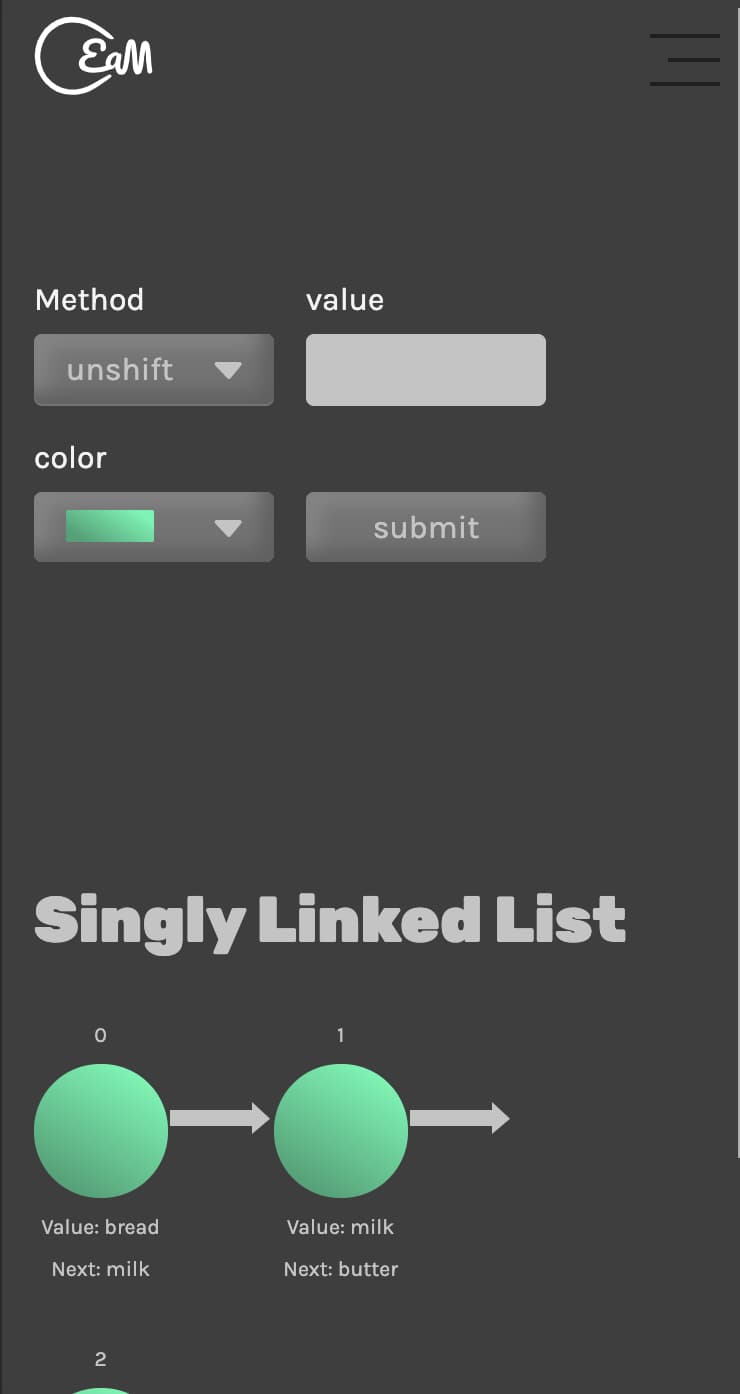 EaM
Method value
unshift
color
submit
Singly Linked List
0 1
Value: bread Value: milk
Next: milk Next: butter
2